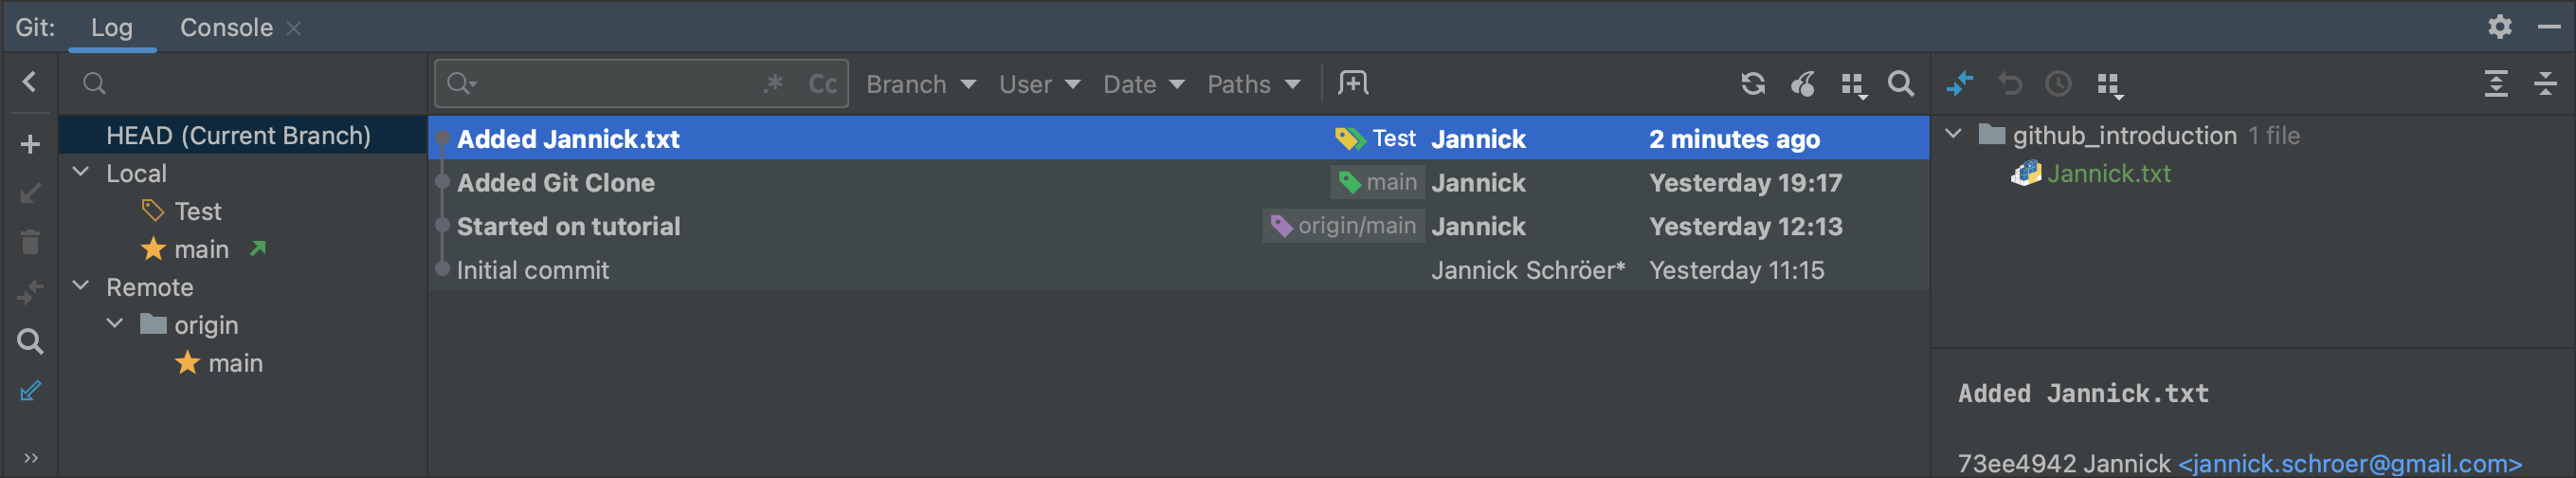 Git: Log Console
.* Cc Branch User Date Paths
HEAD (Current Branch)
Local
Test
main
Remote
origin
main
Added Jannick.txt Test Jannick 2 minutes ago
Added Git Clone main Jannick Yesterday 19:17
Started on tutorial origin/main Jannick Yesterday 12:13
Initial commit Jannick Schröer* Yesterday 11:15
github_introduction 1 file
Jannick.txt
Added Jannick.txt
73ee4942 Jannick <jannick.schroer@gmail.com>